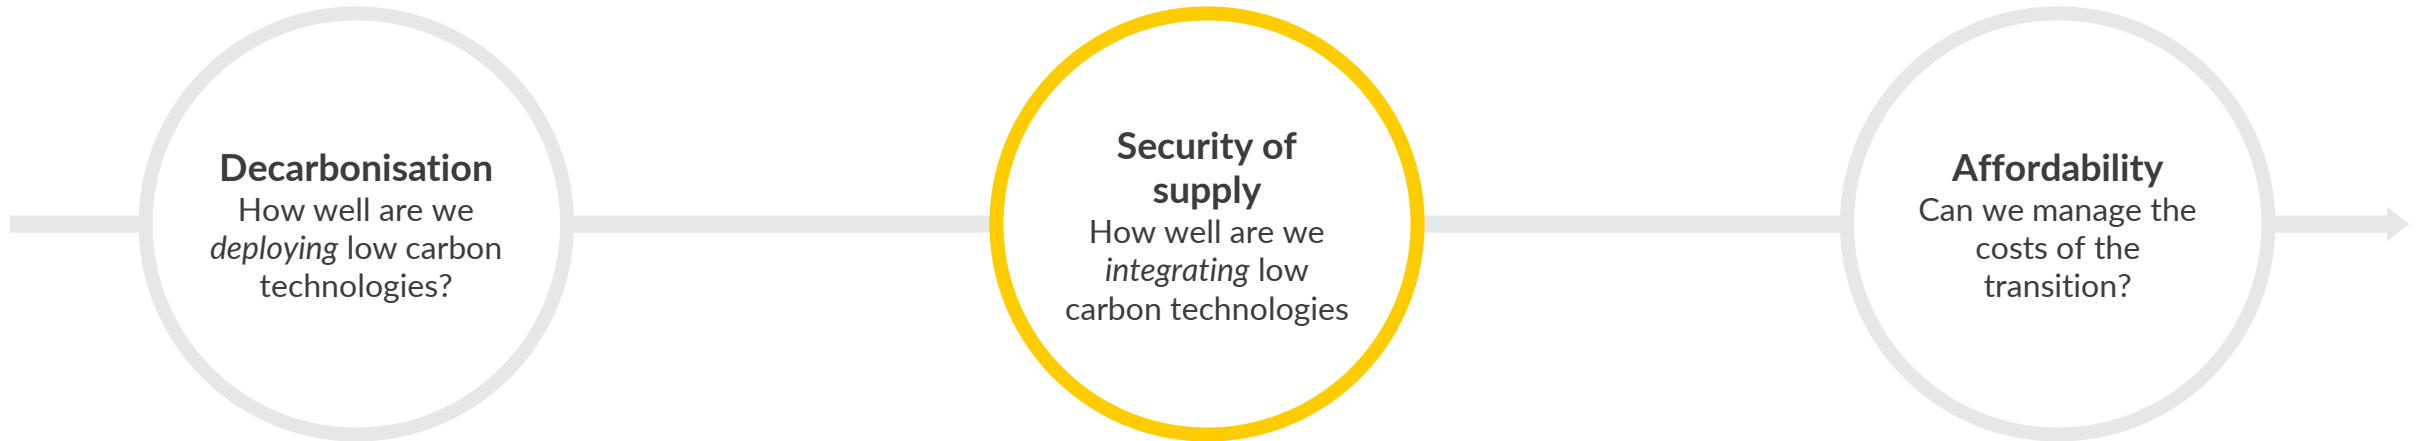 Decarbonisation
How well are we
deploying low carbon
technologies?
Security of
supply
How well are we
integrating low
carbon technologies
Affordability
Can we manage the
costs of the
transition?